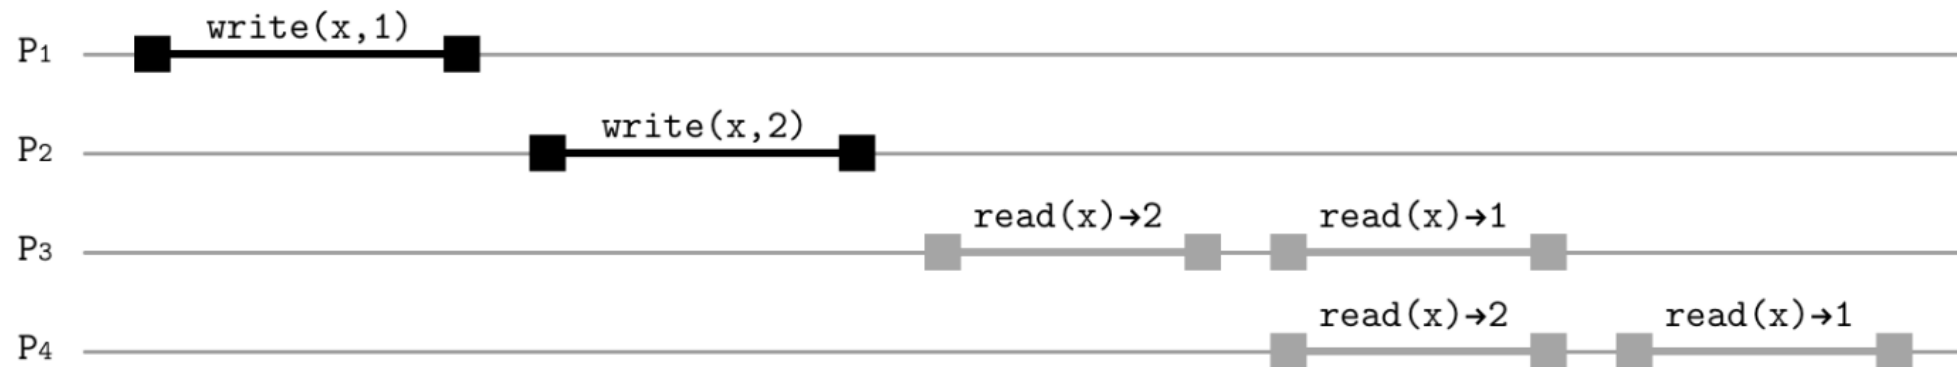 write(x,1)
P1
write(x,2)
P2
read(x)→2 read(x)→1
P3
read(x)→2 read(x)→1
P4